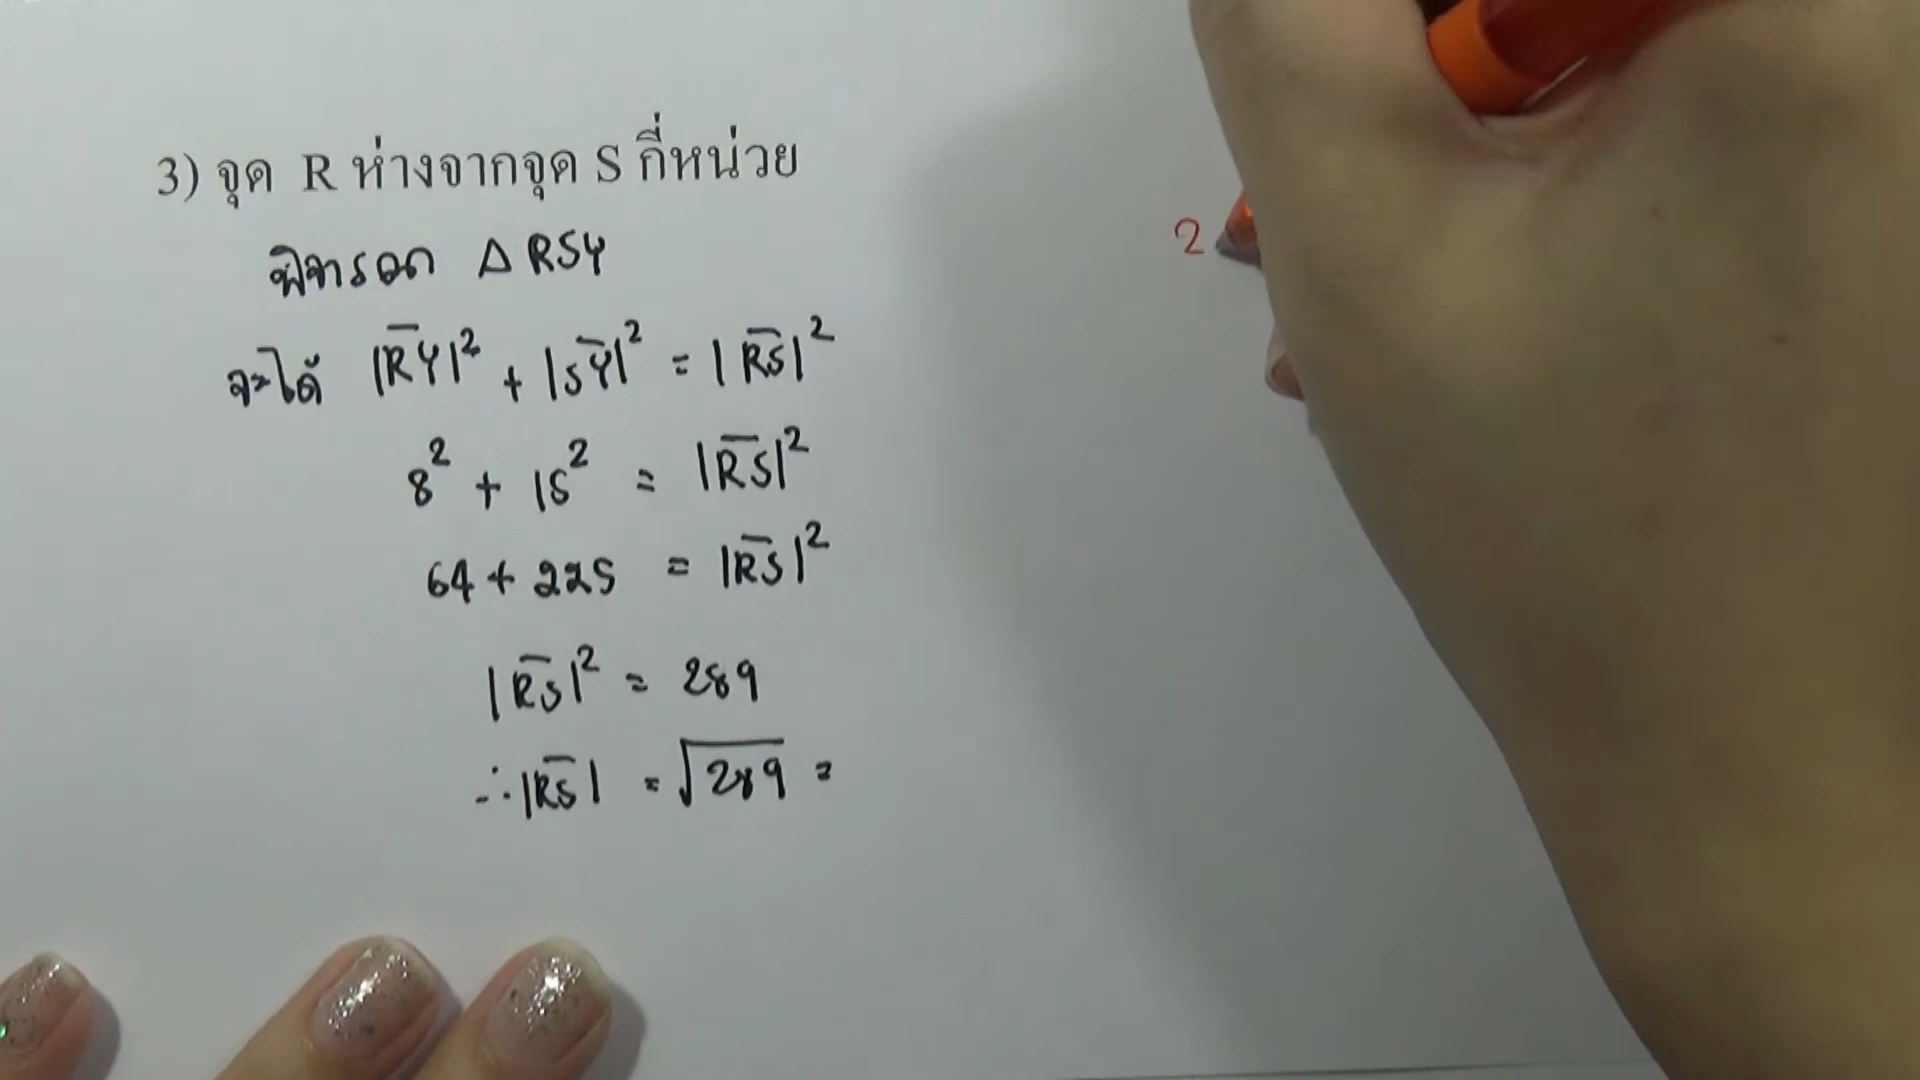 3) จุด R ห่างจากจุด S กี่หน่วย
พิจารณา △ RSY
จะได้ |R̅Y̅|² + |S̅Y̅|² = |R̅S̅|²
8² + 15² = |R̅S̅|²
64 + 225 = |R̅S̅|²
|R̅S̅|² = 289
∴ |R̅S̅| = √289 =
2